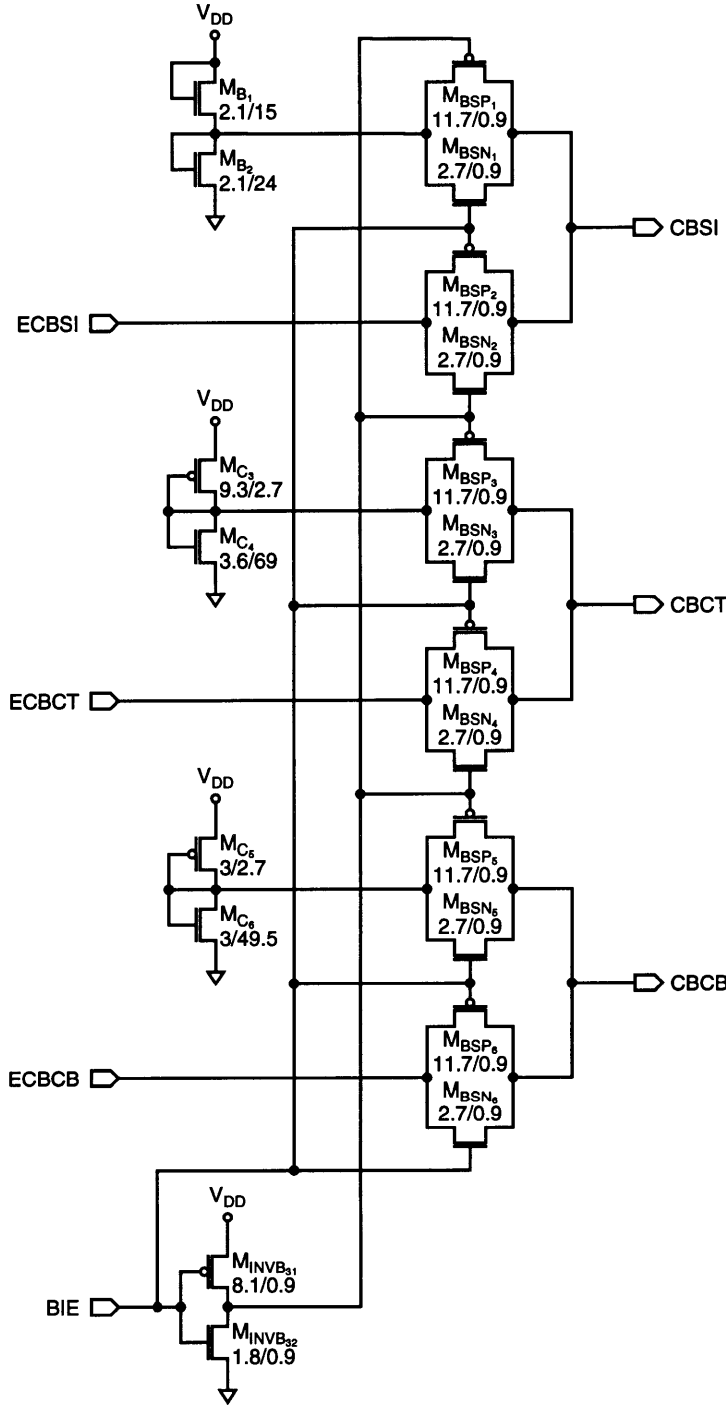 VDD
MB1
2.1/15
MB2
2.1/24
MBSP1
11.7/0.9
MBSN1
2.7/0.9
CBSI
MBSP2
11.7/0.9
MBSN2
2.7/0.9
ECBSI
VDD
MC3
9.3/2.7
MC4
3.6/69
MBSP3
11.7/0.9
MBSN3
2.7/0.9
CBCT
MBSP4
11.7/0.9
MBSN4
2.7/0.9
ECBCT
VDD
MC5
3/2.7
MC6
3/49.5
MBSP5
11.7/0.9
MBSN5
2.7/0.9
CBCB
MBSP6
11.7/0.9
MBSN6
2.7/0.9
ECBCB
VDD
MINVB31
8.1/0.9
BIE
MINVB32
1.8/0.9